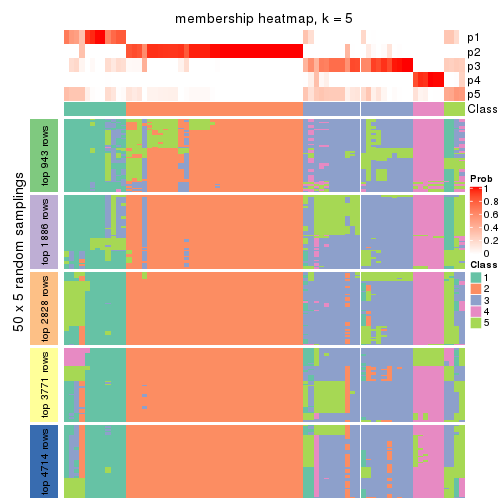 membership heatmap, k = 5
p1
p2
p3
p4
p5
Class
50 x 5 random samplings
top 943 rows
top 1886 rows
top 2828 rows
top 3771 rows
top 4714 rows
Prob
1
0.8
0.6
0.4
0.2
0
Class
1
2
3
4
5